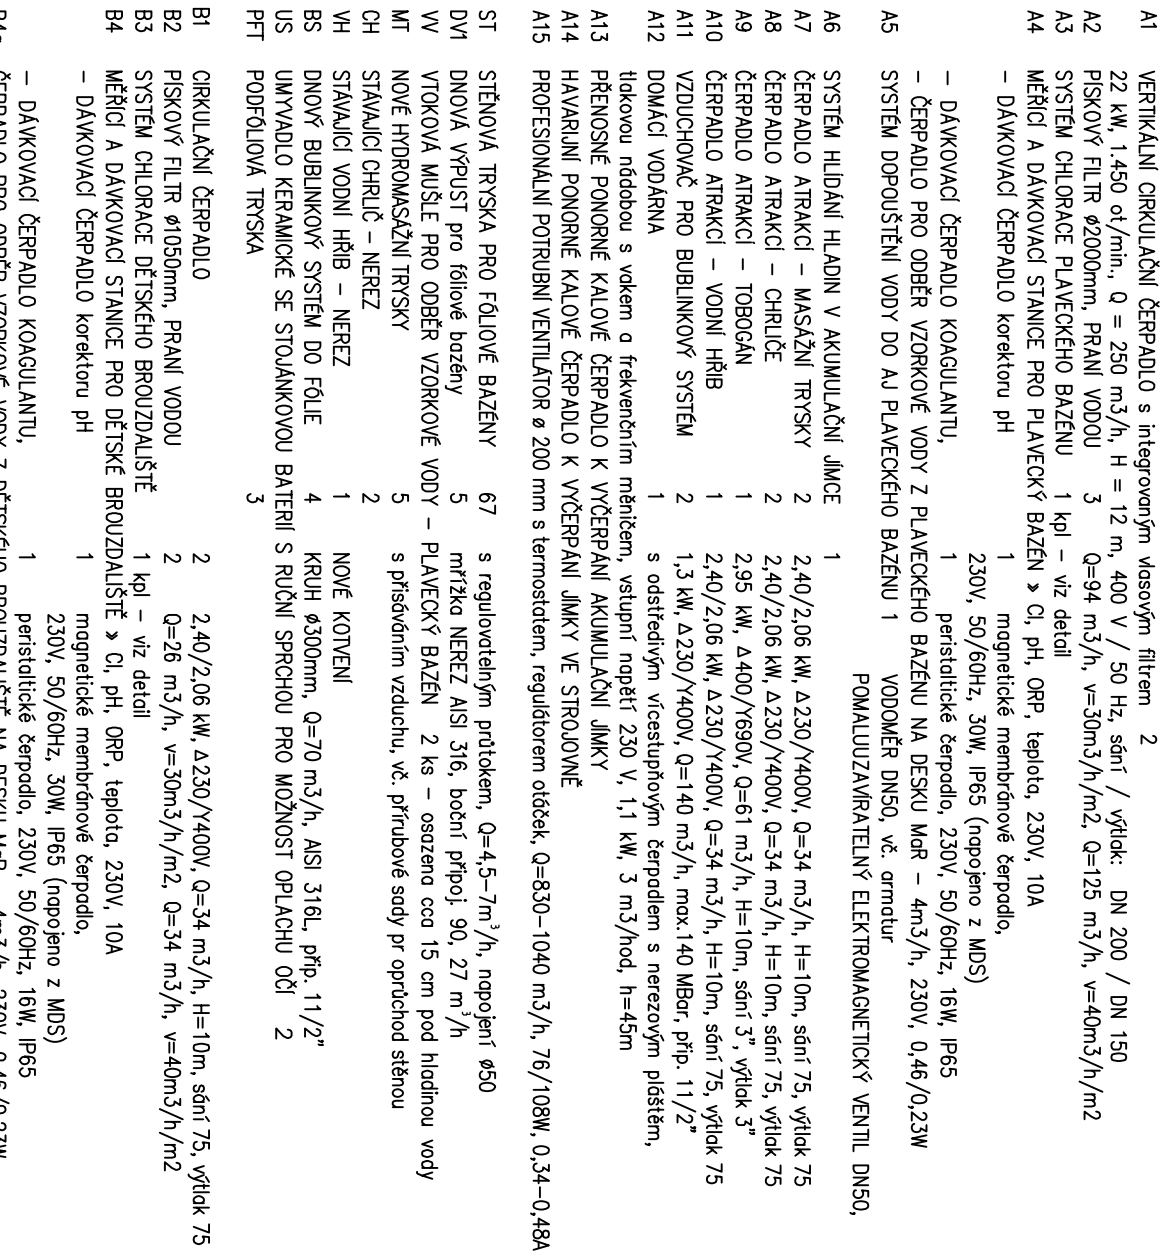 A1 VERTIKÁLNÍ CIRKULAČNÍ ČERPADLO s integrovaným vlasovým filtrem 2
22 kW, 1.450 ot/min., Q = 250 m3/h, H = 12 m, 400 V / 50 Hz, sání / výtlak: DN 200 / DN 150
A2 PÍSKOVÝ FILTR ø2000mm, PRANÍ VODOU 3 Q=94 m3/h, v=30m3/h/m2, Q=125 m3/h, v=40m3/h/m2
A3 SYSTÉM CHLORACE PLAVECKÉHO BAZÉNU 1 kpl – viz detail
A4 MĚŘÍCÍ A DÁVKOVACÍ STANICE PRO PLAVECKÝ BAZÉN » Cl, pH, ORP, teplota, 230V, 10A
– DÁVKOVACÍ ČERPADLO korektoru pH 1 magnetické membránové čerpadlo,
230V, 50/60Hz, 30W, IP65 (napojeno z MDS)
– DÁVKOVACÍ ČERPADLO KOAGULANTU, 1 peristaltické čerpadlo, 230V, 50/60Hz, 16W, IP65
– ČERPADLO PRO ODBĚR VZORKOVÉ VODY Z PLAVECKÉHO BAZÉNU NA DESKU MaR – 4m3/h, 230V, 0,46/0,23W
A5 SYSTÉM DOPOUŠTĚNÍ VODY DO AJ PLAVECKÉHO BAZÉNU 1 VODOMĚR DN50, vč. armatur
POMALUUZAVÍRATELNÝ ELEKTROMAGNETICKÝ VENTIL DN50,
A6 SYSTÉM HLÍDÁNÍ HLADIN V AKUMULAČNÍ JÍMCE 1
A7 ČERPADLO ATRAKCÍ – MASÁŽNÍ TRYSKY 2 2,40/2,06 kW, Δ230/Y400V, Q=34 m3/h, H=10m, sání 75, výtlak 75
A8 ČERPADLO ATRAKCÍ – CHRLIČE 2 2,40/2,06 kW, Δ230/Y400V, Q=34 m3/h, H=10m, sání 75, výtlak 75
A9 ČERPADLO ATRAKCÍ – TOBOGÁN 1 2,95 kW, Δ400/Y690V, Q=61 m3/h, H=10m, sání 3", výtlak 3"
A10 ČERPADLO ATRAKCÍ – VODNÍ HŘIB 1 2,40/2,06 kW, Δ230/Y400V, Q=34 m3/h, H=10m, sání 75, výtlak 75
A11 VZDUCHOVAČ PRO BUBLINKOVÝ SYSTÉM 2 1,3 kW, Δ230/Y400V, Q=140 m3/h, max.140 MBar, přip. 11/2"
A12 DOMÁCÍ VODÁRNA 1 s odstředivým vícestupňovým čerpadlem s nerezovým pláštěm,
tlakovou nádobou s vakem a frekvenčním měničem, vstupní napětí 230 V, 1,1 kW, 3 m3/hod, h=45m
A13 PŘENOSNÉ PONORNÉ KALOVÉ ČERPADLO K VYČERPÁNÍ AKUMULAČNÍ JÍMKY
A14 HAVARIJNÍ PONORNÉ KALOVÉ ČERPADLO K VYČERPÁNÍ JÍMKY VE STROJOVNĚ
A15 PROFESIONÁLNÍ POTRUBNÍ VENTILÁTOR ø 200 mm s termostatem, regulátorem otáček, Q=830–1040 m3/h, 76/108W, 0,34–0,48A
ST STĚNOVÁ TRYSKA PRO FÓLIOVÉ BAZÉNY 67 s regulovatelným průtokem, Q=4,5–7m³/h, napojení ø50
DV1 DNOVÁ VÝPUST pro fóliové bazény 5 mřížka NEREZ AISI 316, boční připoj. 90, 27 m³/h
VV VTOKOVÁ MUŠLE PRO ODBĚR VZORKOVÉ VODY – PLAVECKÝ BAZÉN 2 ks – osazena cca 15 cm pod hladinou vody
MT NOVÉ HYDROMASÁŽNÍ TRYSKY 5 s přisáváním vzduchu, vč. přírubové sady pr oprůchod stěnou
CH STÁVAJÍCÍ CHRLIČ – NEREZ 2
VH STÁVAJÍCÍ VODNÍ HŘIB – NEREZ 1 NOVÉ KOTVENÍ
BS DNOVÝ BUBLINKOVÝ SYSTÉM DO FÓLIE 4 KRUH ø300mm, Q=70 m3/h, AISI 316L, přip. 11/2"
US UMYVADLO KERAMICKÉ SE STOJÁNKOVOU BATERIÍ S RUČNÍ SPRCHOU PRO MOŽNOST OPLACHU OČÍ 2
PFT PODFÓLIOVÁ TRYSKA 3
B1 CIRKULAČNÍ ČERPADLO 2 2,40/2,06 kW, Δ230/Y400V, Q=34 m3/h, H=10m, sání 75, výtlak 75
B2 PÍSKOVÝ FILTR ø1050mm, PRANÍ VODOU 2 Q=26 m3/h, v=30m3/h/m2, Q=34 m3/h, v=40m3/h/m2
B3 SYSTÉM CHLORACE DĚTSKÉHO BROUZDALIŠTĚ 1 kpl – viz detail
B4 MĚŘÍCÍ A DÁVKOVACÍ STANICE PRO DĚTSKÉ BROUZDALIŠTĚ » Cl, pH, ORP, teplota, 230V, 10A
– DÁVKOVACÍ ČERPADLO korektoru pH 1 magnetické membránové čerpadlo,
230V, 50/60Hz, 30W, IP65 (napojeno z MDS)
– DÁVKOVACÍ ČERPADLO KOAGULANTU, 1 peristaltické čerpadlo, 230V, 50/60Hz, 16W, IP65
ČERPADLO PRO ODBĚR VZORKOVÉ VODY Z DĚTSKÉHO BROUZDALIŠTĚ NA DESKU MaR – 4m3/h, 230V, 0,46/0,23W